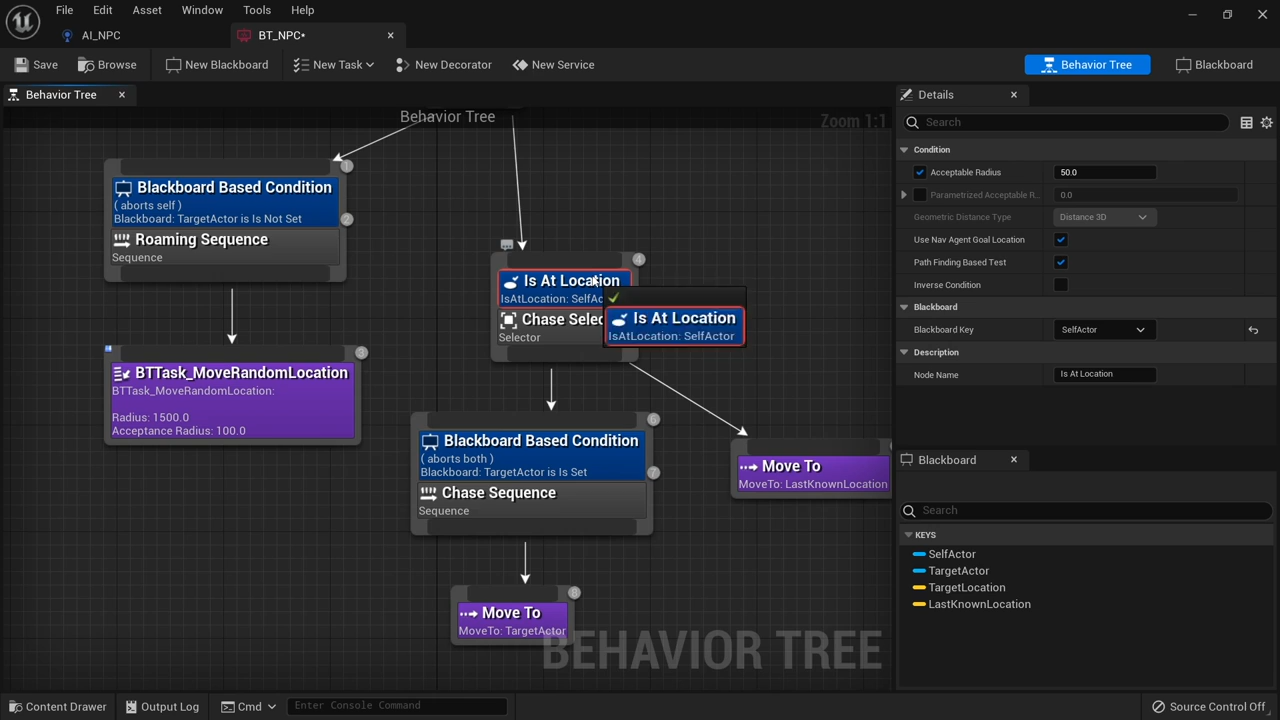 File Edit Asset Window Tools Help
AI_NPC BT_NPC*
Save Browse New Blackboard New Task New Decorator New Service Behavior Tree Blackboard
Behavior Tree Details
Behavior Tree Zoom 1:1
Search
Condition
Acceptable Radius 50.0
Parametrized Acceptable R... 0.0
Geometric Distance Type Distance 3D
Use Nav Agent Goal Location
Path Finding Based Test
Inverse Condition
Blackboard
Blackboard Key SelfActor
Description
Node Name Is At Location
Blackboard
Search
KEYS
SelfActor
TargetActor
TargetLocation
LastKnownLocation
1
Blackboard Based Condition
( aborts self )
Blackboard: TargetActor is Is Not Set
2
Roaming Sequence
Sequence
3
BTTask_MoveRandomLocation
BTTask_MoveRandomLocation:
Radius: 1500.0
Acceptance Radius: 100.0
4
Is At Location
IsAtLocation: SelfAc
Chase Selec
Selector
Is At Location
IsAtLocation: SelfActor
6
Blackboard Based Condition
( aborts both )
Blackboard: TargetActor is Is Set
7
Chase Sequence
Sequence
Move To
MoveTo: LastKnownLocation
8
Move To
MoveTo: TargetActor
BEHAVIOR TREE
Content Drawer Output Log Cmd Enter Console Command Source Control Off